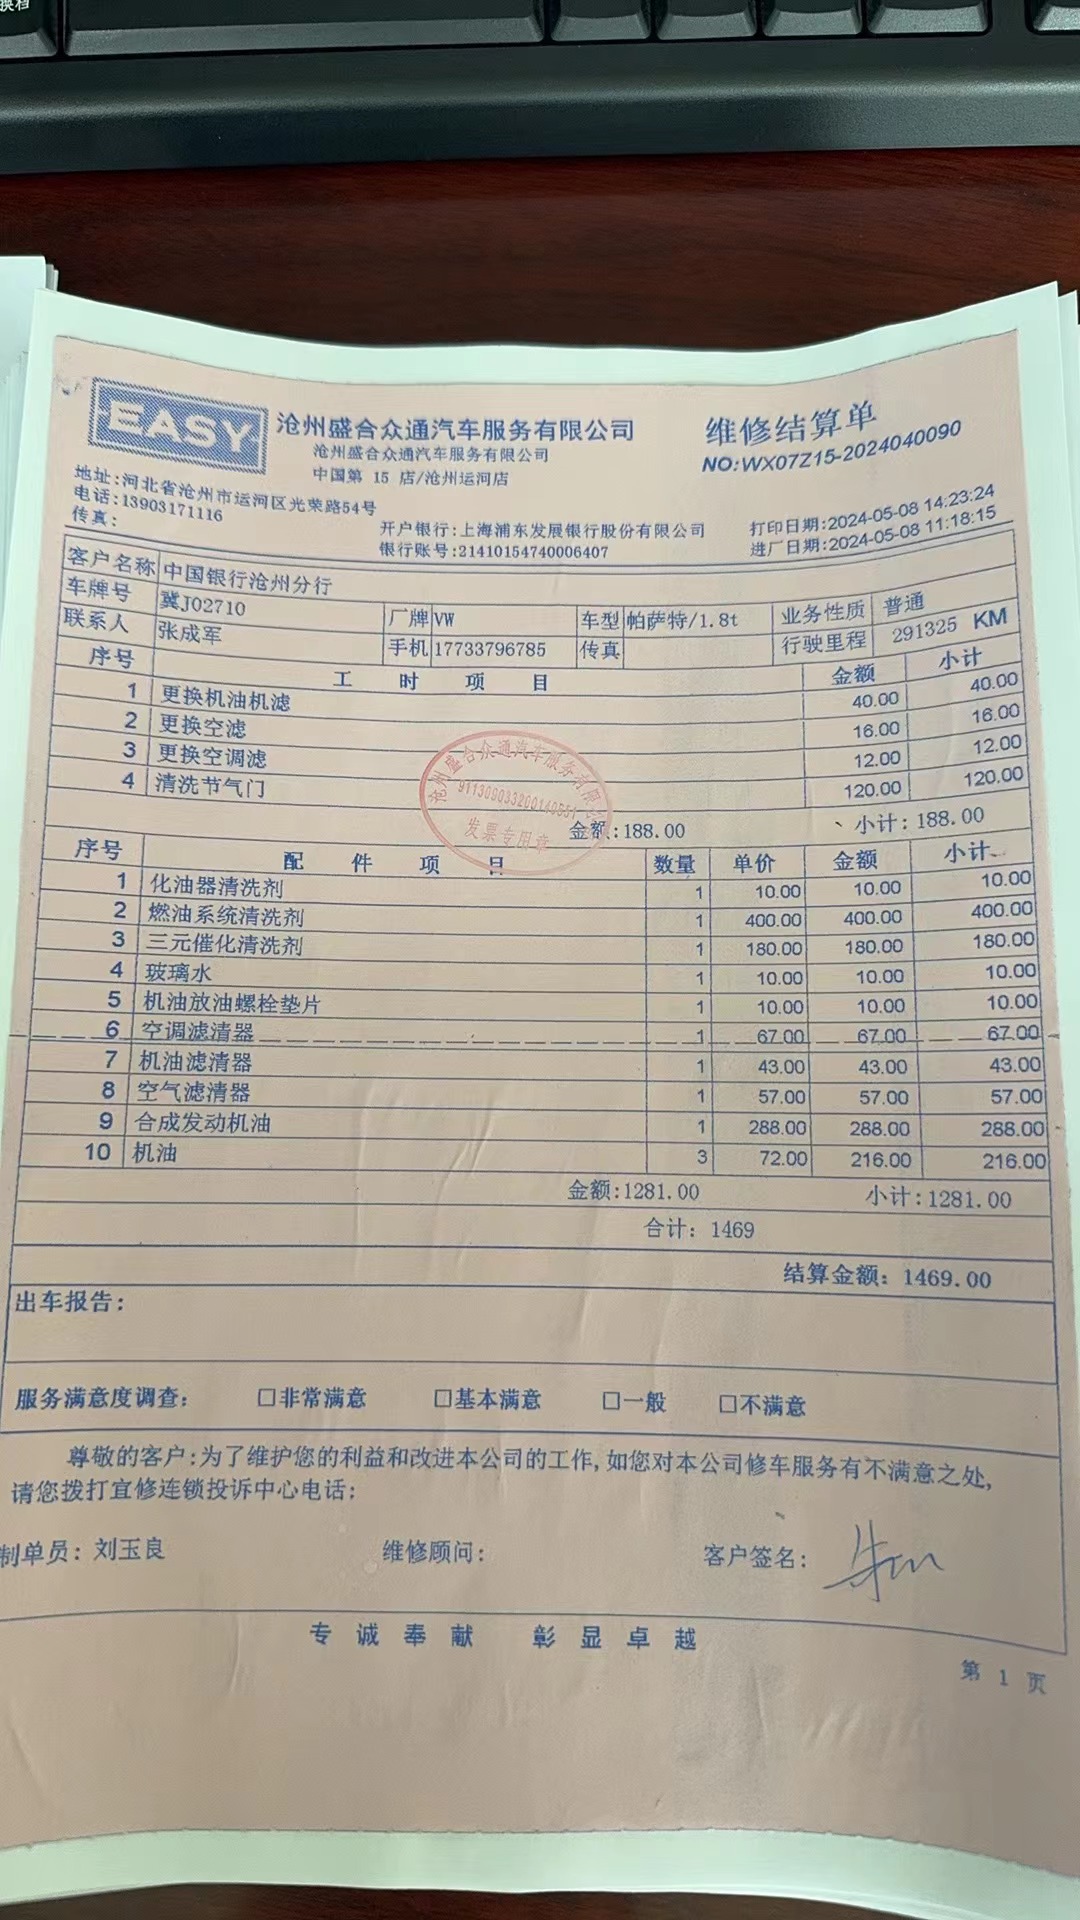 换档
EASY
沧州盛合众通汽车服务有限公司
沧州盛合众通汽车服务有限公司
中国第 15 店/沧州运河店
维修结算单
NO:WX07Z15-2024040090
地址:河北省沧州市运河区光荣路54号
电话:13903171116
传真:
开户银行:上海浦东发展银行股份有限公司
银行账号:21410154740006407
打印日期:2024-05-08 14:23:24
进厂日期:2024-05-08 11:18:15
客户名称 中国银行沧州分行
车牌号 冀J02710 厂牌 VW 车型 帕萨特/1.8t 业务性质 普通
联系人 张成军 手机 17733796785 传真 行驶里程 291325 KM
序号 工 时 项 目 金额 小计
1 更换机油机滤 40.00 40.00
2 更换空滤 16.00 16.00
3 更换空调滤 12.00 12.00
4 清洗节气门 120.00 120.00
沧州盛合众通汽车服务有限
发票专用章
金额:188.00 小计:188.00
序号 配 件 项 目 数量 单价 金额 小计
1 化油器清洗剂 1 10.00 10.00 10.00
2 燃油系统清洗剂 1 400.00 400.00 400.00
3 三元催化清洗剂 1 180.00 180.00 180.00
4 玻璃水 1 10.00 10.00 10.00
5 机油放油螺栓垫片 1 10.00 10.00 10.00
6 空调滤清器 1 67.00 67.00 67.00
7 机油滤清器 1 43.00 43.00 43.00
8 空气滤清器 1 57.00 57.00 57.00
9 合成发动机油 1 288.00 288.00 288.00
10 机油 3 72.00 216.00 216.00
金额:1281.00 小计:1281.00
合计: 1469
结算金额: 1469.00
出车报告:
服务满意度调查: □非常满意 □基本满意 □一般 □不满意
尊敬的客户:为了维护您的利益和改进本公司的工作,如您对本公司修车服务有不满意之处,
请您拨打宜修连锁投诉中心电话:
制单员: 刘玉良 维修顾问: 客户签名:
专 诚 奉 献 彰 显 卓 越
第 1 页